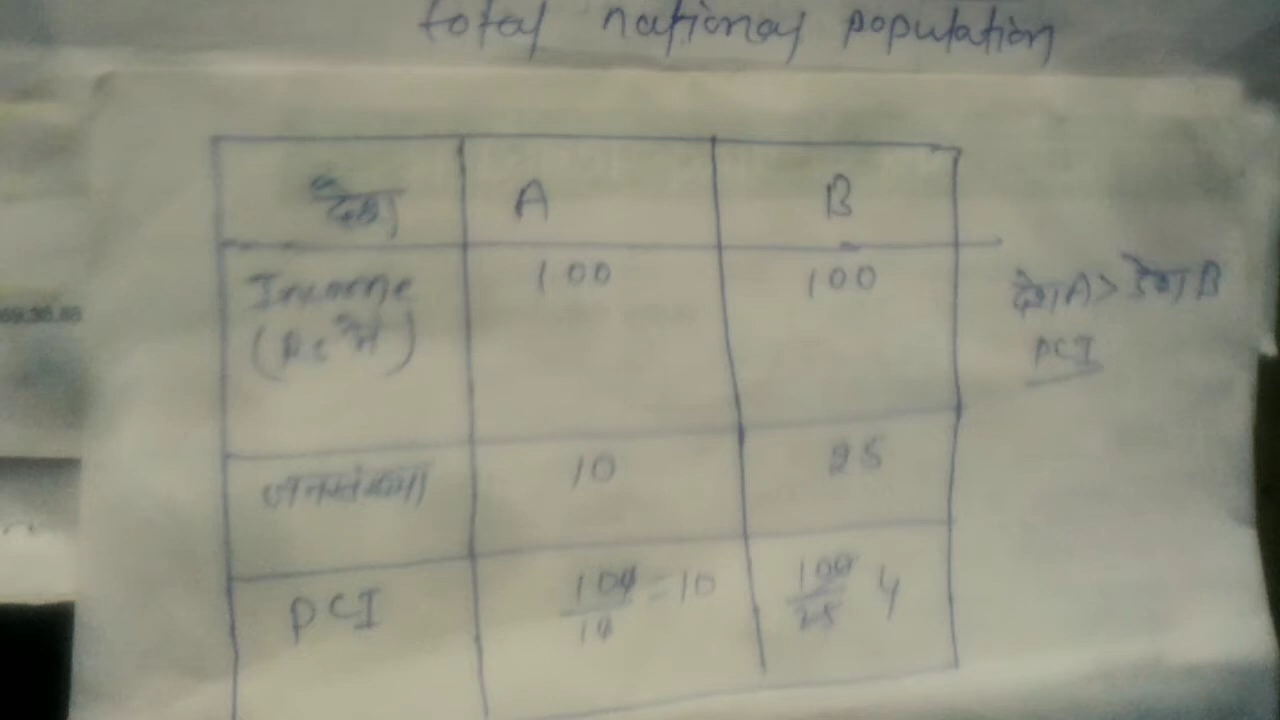 total national population
देश A B
Income 100 100
(Rs में) देश A > देश B
PCI
जनसंख्या 10 25
PCI 100/10 = 10 100/25 4